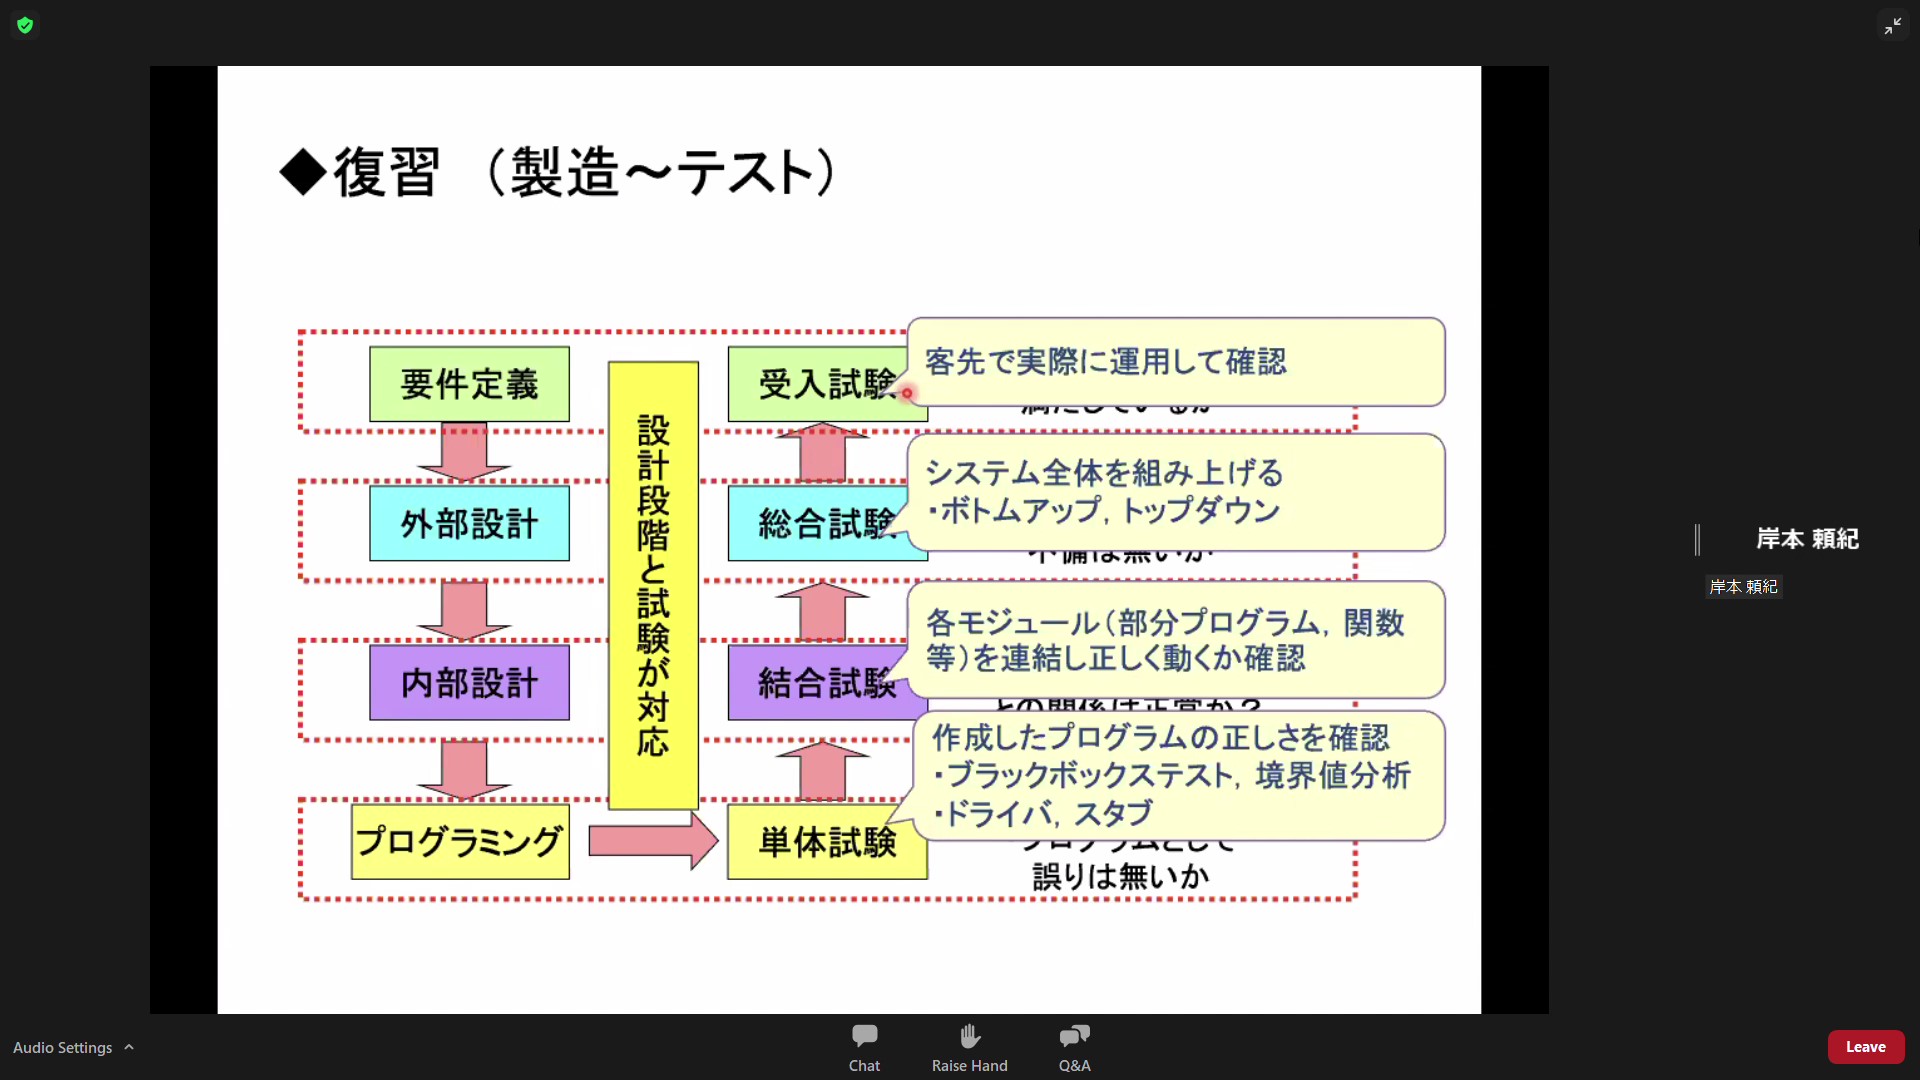 ◆復習 （製造～テスト）
要件定義
受入試験
客先で実際に運用して確認
外部設計
総合試験
システム全体を組み上げる
・ボトムアップ，トップダウン
内部設計
結合試験
各モジュール（部分プログラム，関数
等）を連結し正しく動くか確認
プログラミング
単体試験
作成したプログラムの正しさを確認
・ブラックボックステスト，境界値分析
・ドライバ，スタブ
誤りは無いか
設計段階と試験が対応
岸本 頼紀
岸本 頼紀
Audio Settings
Chat
Raise Hand
Q&A
Leave